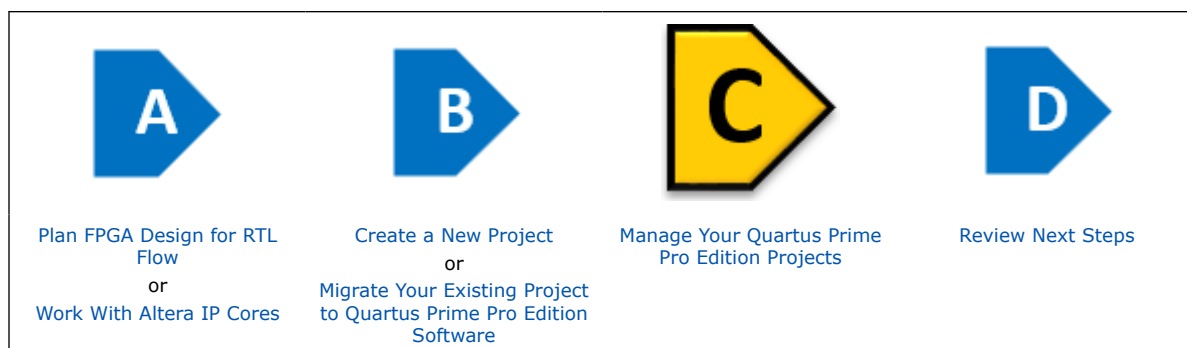 A
B
C
D
Plan FPGA Design for RTL
Flow
or
Work With Altera IP Cores
Create a New Project
or
Migrate Your Existing Project
to Quartus Prime Pro Edition
Software
Manage Your Quartus Prime
Pro Edition Projects
Review Next Steps